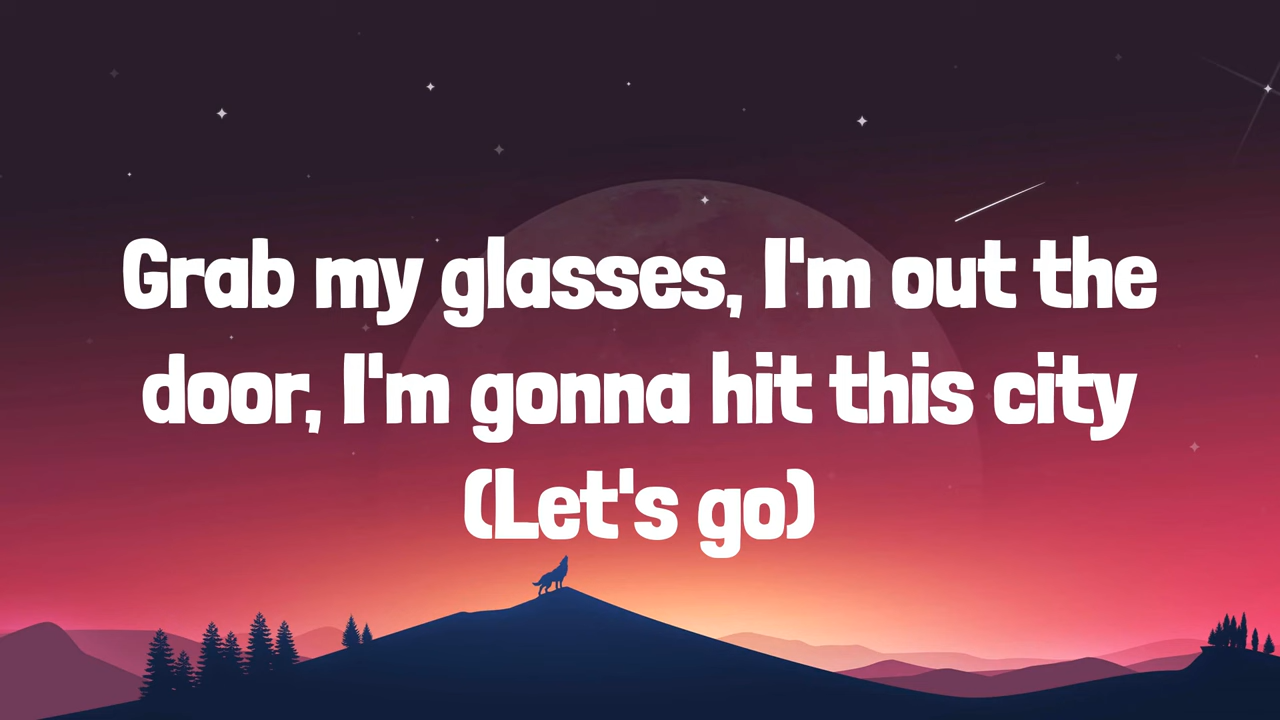 Grab my glasses, I'm out the
door, I'm gonna hit this city
(Let's go)